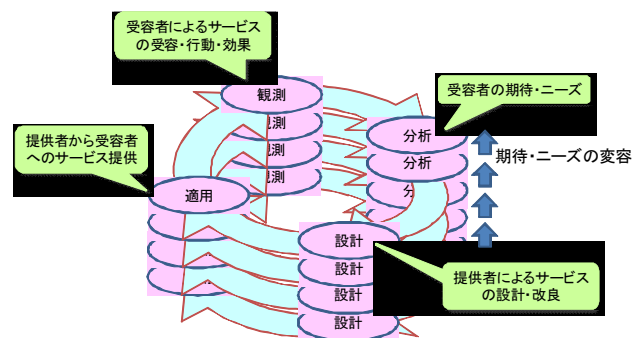 受容者によるサービス
の受容・行動・効果
観測
観測
観測
観測
受容者の期待・ニーズ
分析
分析
分
期待・ニーズの変容
提供者から受容者
へのサービス提供
適用
設計
設計
設計
設計
提供者によるサービス
の設計・改良